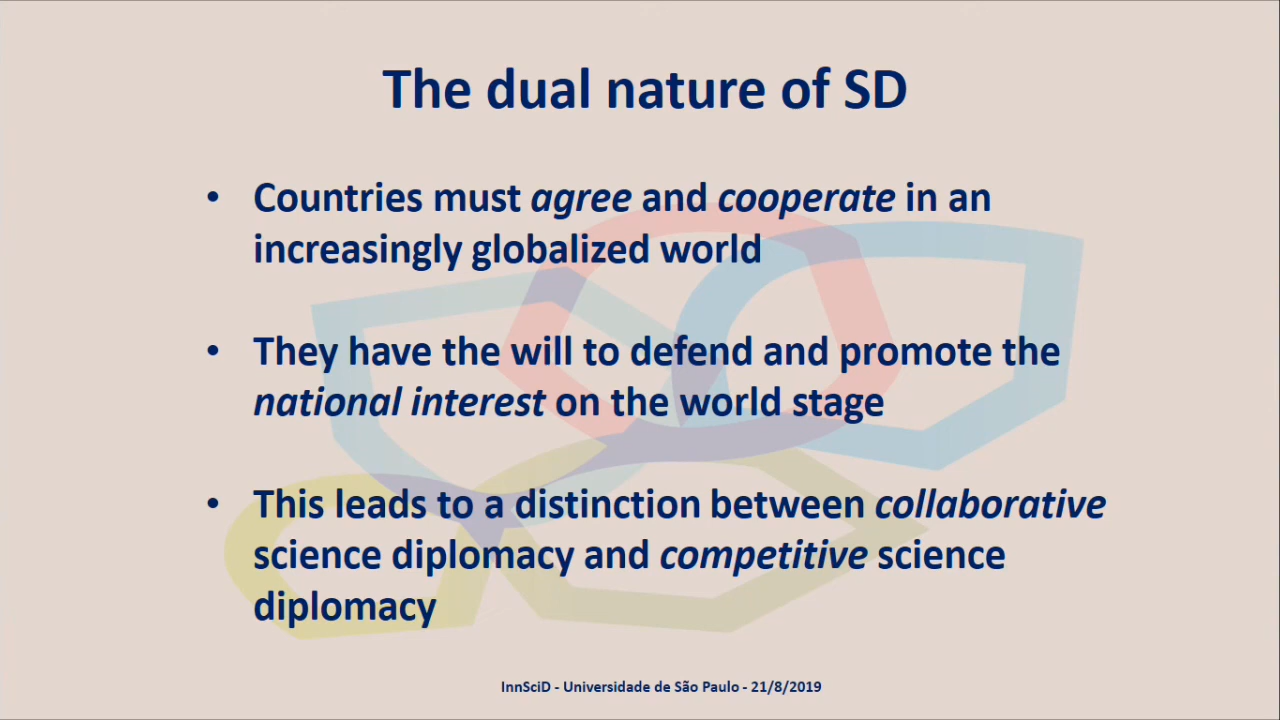 The dual nature of SD
• Countries must agree and cooperate in an
increasingly globalized world
• They have the will to defend and promote the
national interest on the world stage
• This leads to a distinction between collaborative
science diplomacy and competitive science
diplomacy
InnSciD - Universidade de São Paulo - 21/8/2019